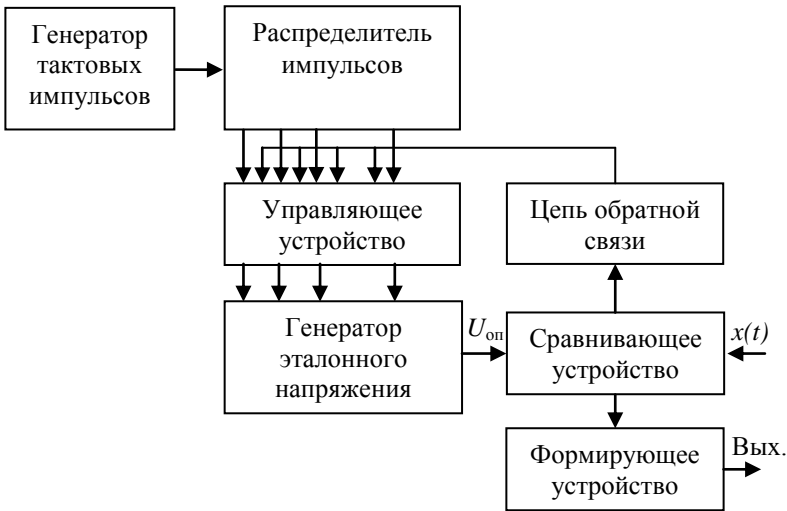 Генератор
тактовых
импульсов
Распределитель
импульсов
Управляющее
устройство
Цепь обратной
связи
Генератор
эталонного
напряжения
Uоп
Сравнивающее
устройство
x(t)
Формирующее
устройство
Вых.